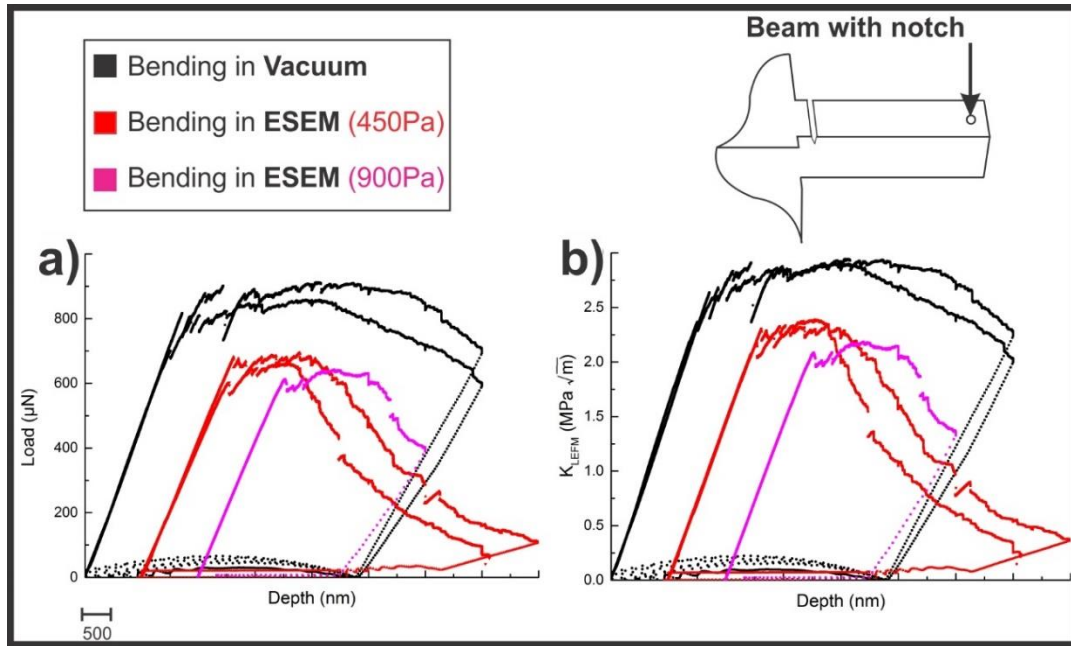 Bending in Vacuum
Bending in ESEM (450Pa)
Bending in ESEM (900Pa)
Beam with notch
a)
Load (µN)
800
600
400
200
0
Depth (nm)
500
b)
K_LEFM (MPa √m)
2.5
2.0
1.5
1.0
0.5
0.0
Depth (nm)